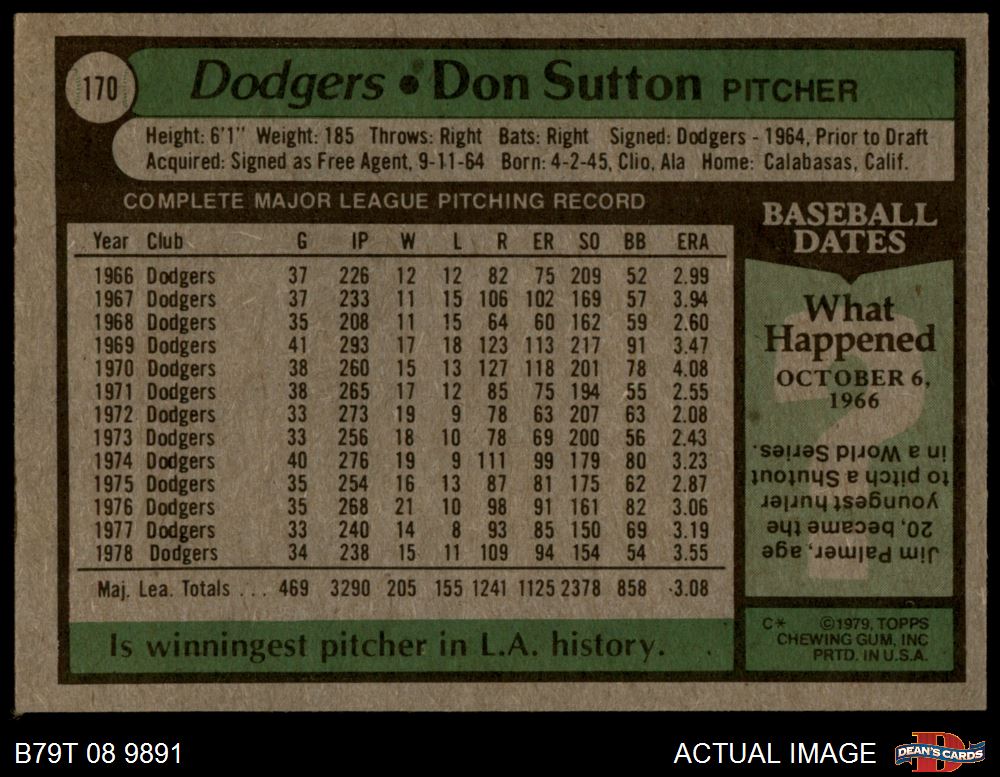 170
Dodgers • Don Sutton PITCHER
Height: 6'1" Weight: 185 Throws: Right Bats: Right Signed: Dodgers - 1964, Prior to Draft
Acquired: Signed as Free Agent, 9-11-64 Born: 4-2-45, Clio, Ala Home: Calabasas, Calif.
COMPLETE MAJOR LEAGUE PITCHING RECORD
Year Club G IP W L R ER SO BB ERA
1966 Dodgers 37 226 12 12 82 75 209 52 2.99
1967 Dodgers 37 233 11 15 106 102 169 57 3.94
1968 Dodgers 35 208 11 15 64 60 162 59 2.60
1969 Dodgers 41 293 17 18 123 113 217 91 3.47
1970 Dodgers 38 260 15 13 127 118 201 78 4.08
1971 Dodgers 38 265 17 12 85 75 194 55 2.55
1972 Dodgers 33 273 19 9 78 63 207 63 2.08
1973 Dodgers 33 256 18 10 78 69 200 56 2.43
1974 Dodgers 40 276 19 9 111 99 179 80 3.23
1975 Dodgers 35 254 16 13 87 81 175 62 2.87
1976 Dodgers 35 268 21 10 98 91 161 82 3.06
1977 Dodgers 33 240 14 8 93 85 150 69 3.19
1978 Dodgers 34 238 15 11 109 94 154 54 3.55
Maj. Lea. Totals ... 469 3290 205 155 1241 1125 2378 858 3.08
Is winningest pitcher in L.A. history.
BASEBALL
DATES
What
Happened
OCTOBER 6,
1966
Jim Palmer, age
20, became the
youngest hurler
to pitch a Shutout
in a World Series.
C* ©1979, TOPPS
CHEWING GUM, INC
PRTD. IN U.S.A.
B79T 08 9891
ACTUAL IMAGE
D
DEAN'S CARDS